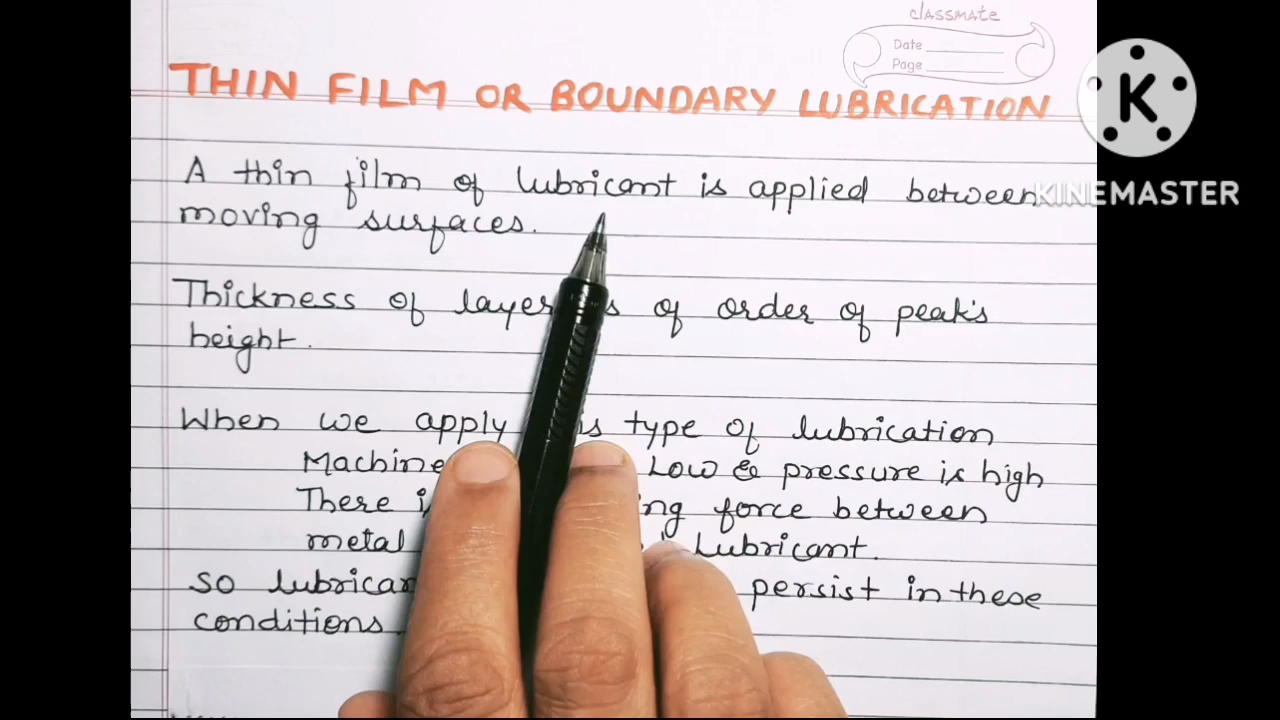 classmate
Date
Page
THIN FILM OR BOUNDARY LUBRICATION
KINEMASTER
A thin film of lubricant is applied between
moving surfaces.
Thickness of layer of order of peak's
height.
When we apply type of lubrication
Machine Low & pressure is high
There force between
metal Lubricant.
so persist in these
conditions.